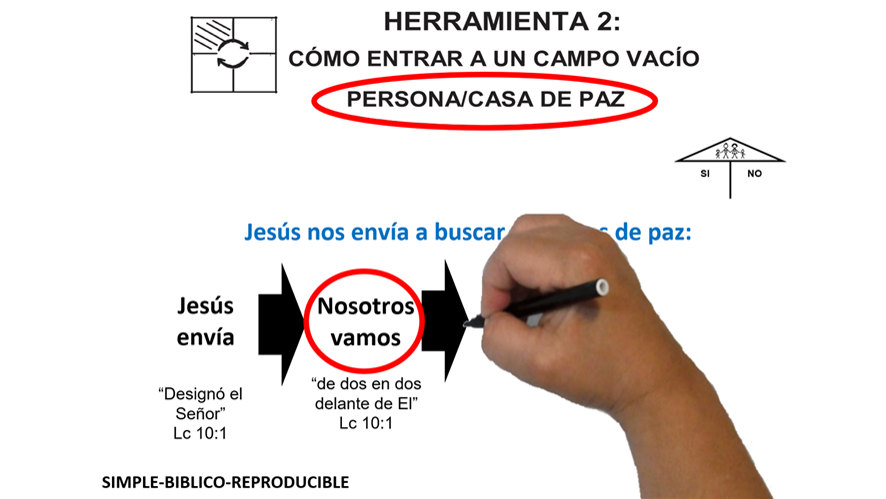 HERRAMIENTA 2:
CÓMO ENTRAR A UN CAMPO VACÍO
PERSONA/CASA DE PAZ
SI NO
Jesús nos envía a buscar de paz:
Jesús
envía
Nosotros
vamos
“Designó el
Señor”
Lc 10:1
“de dos en dos
delante de El”
Lc 10:1
SIMPLE-BIBLICO-REPRODUCIBLE